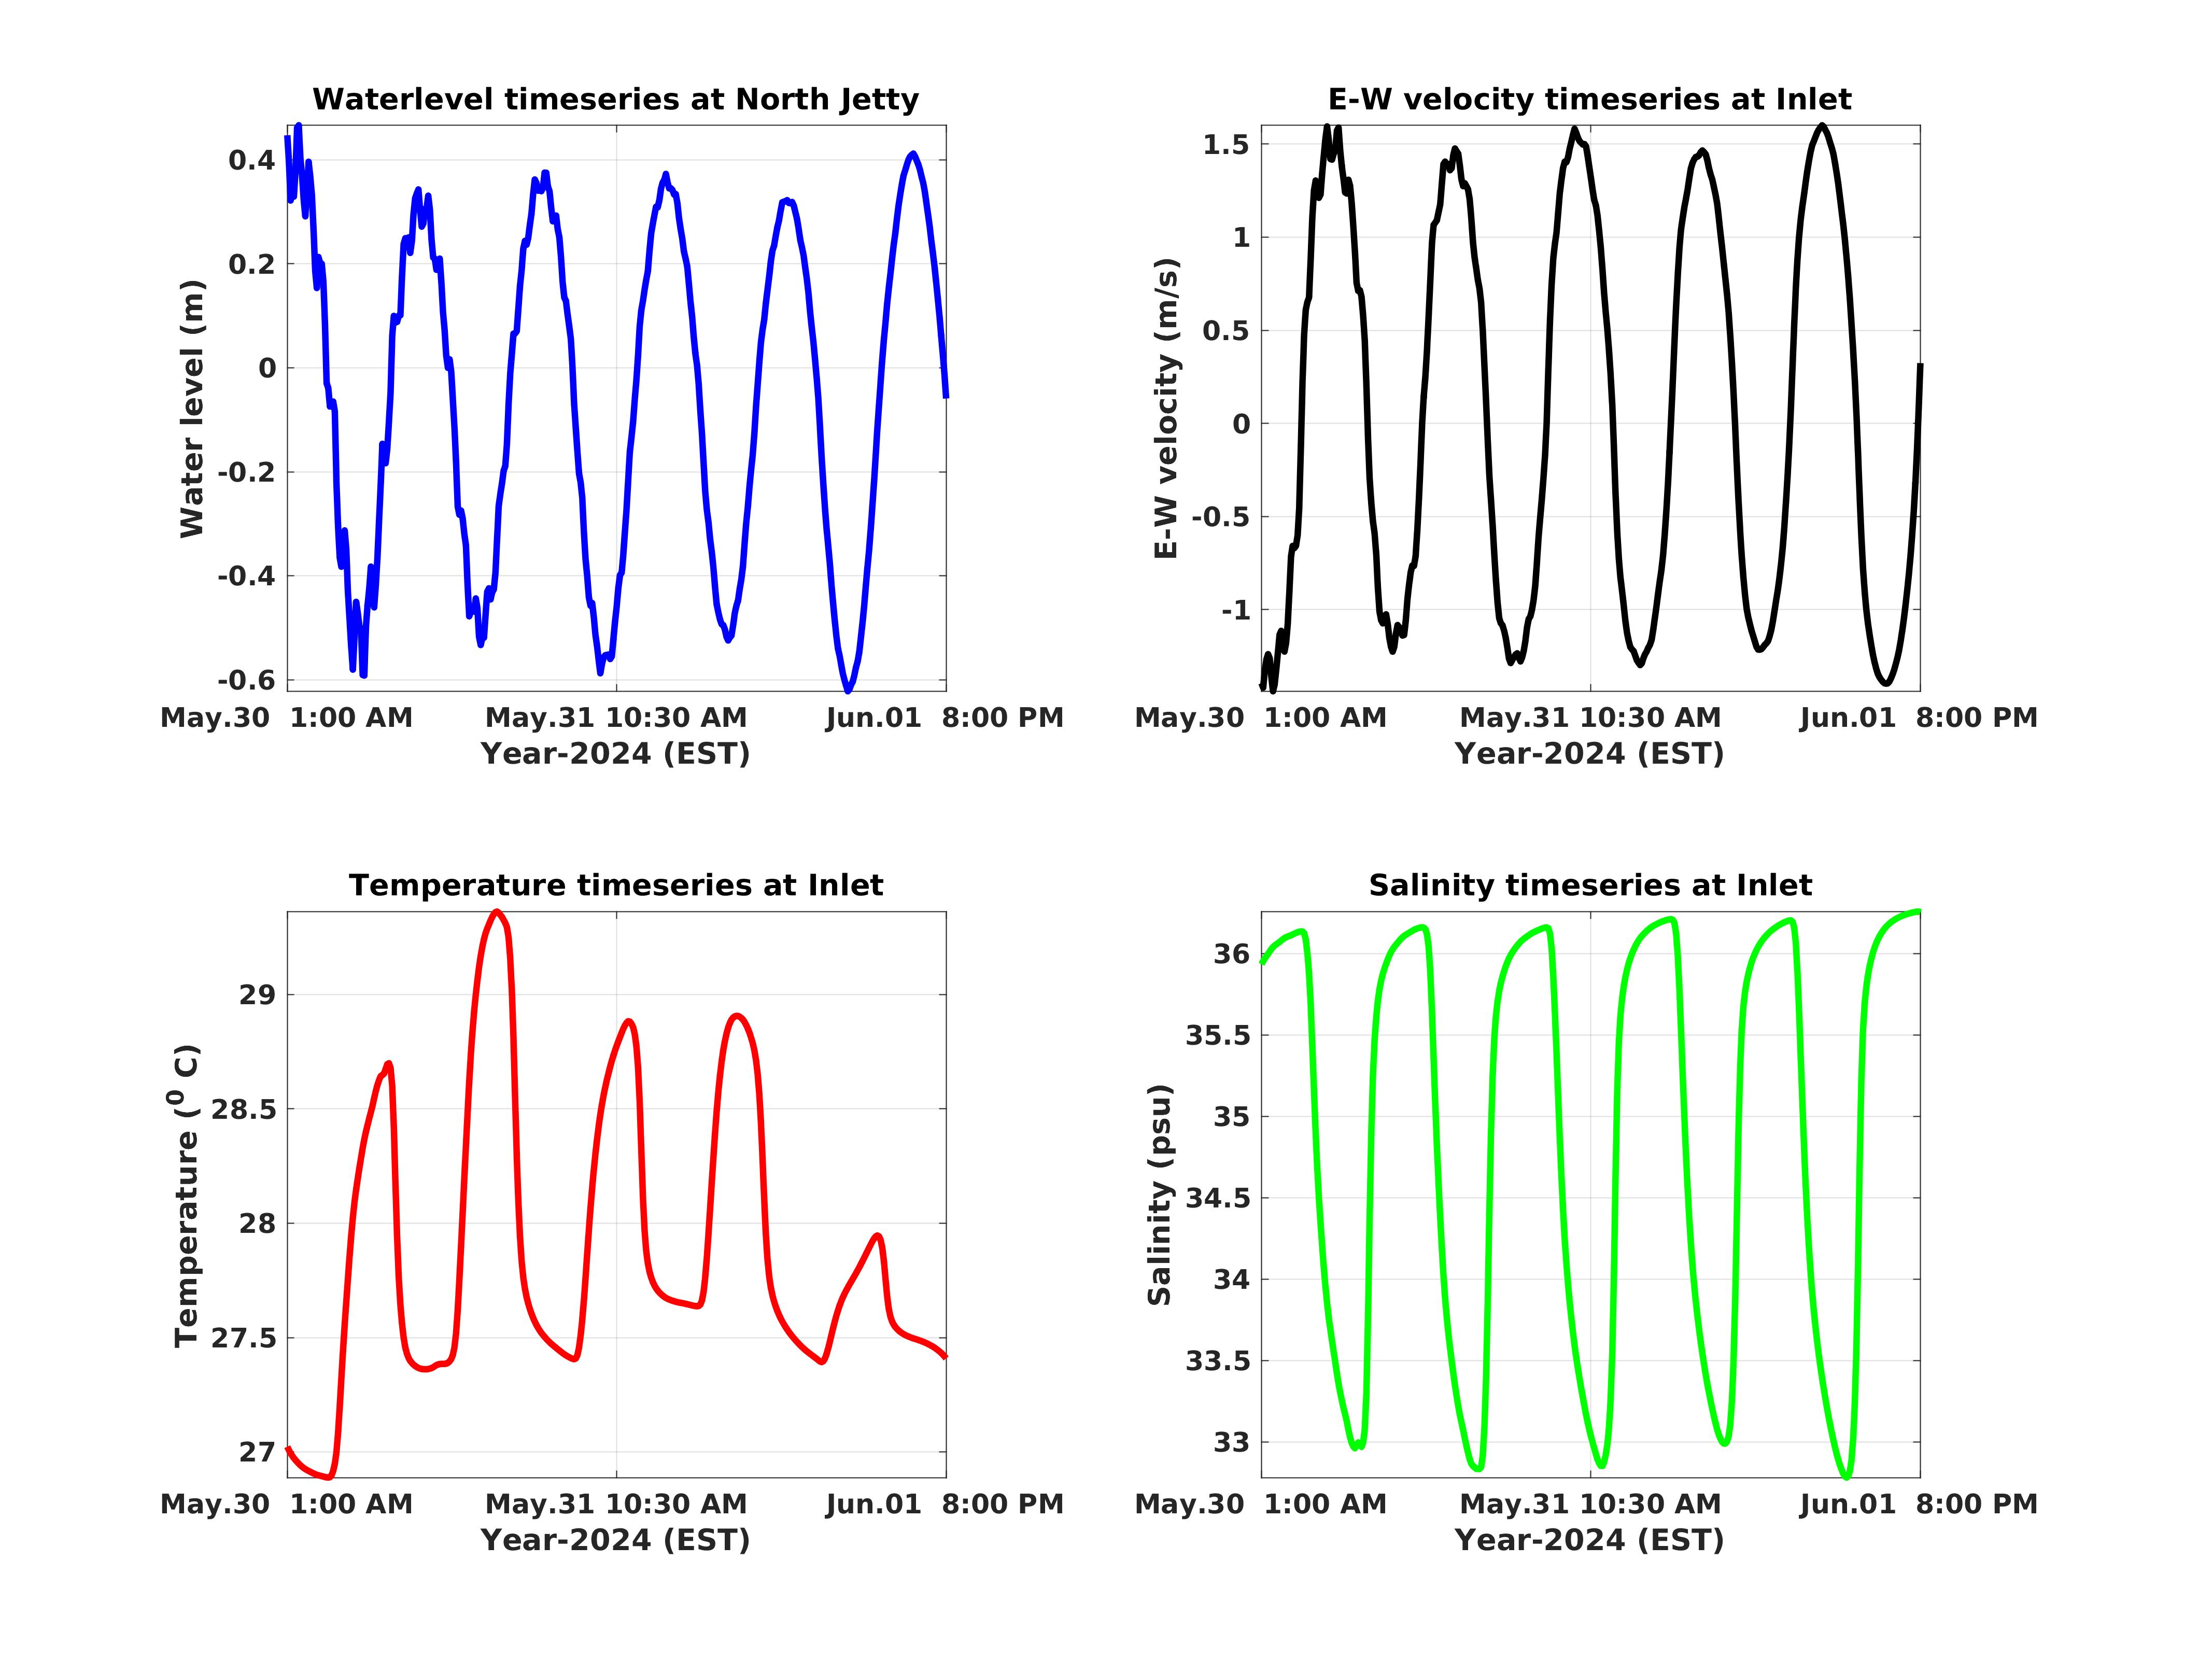 Waterlevel timeseries at North Jetty
0.4
0.2
0
-0.2
-0.4
-0.6
Water level (m)
May.30 1:00 AM May.31 10:30 AM Jun.01 8:00 PM
Year-2024 (EST)
E-W velocity timeseries at Inlet
1.5
1
0.5
0
-0.5
-1
E-W velocity (m/s)
May.30 1:00 AM May.31 10:30 AM Jun.01 8:00 PM
Year-2024 (EST)
Temperature timeseries at Inlet
29
28.5
28
27.5
27
Temperature (⁰ C)
May.30 1:00 AM May.31 10:30 AM Jun.01 8:00 PM
Year-2024 (EST)
Salinity timeseries at Inlet
36
35.5
35
34.5
34
33.5
33
Salinity (psu)
May.30 1:00 AM May.31 10:30 AM Jun.01 8:00 PM
Year-2024 (EST)